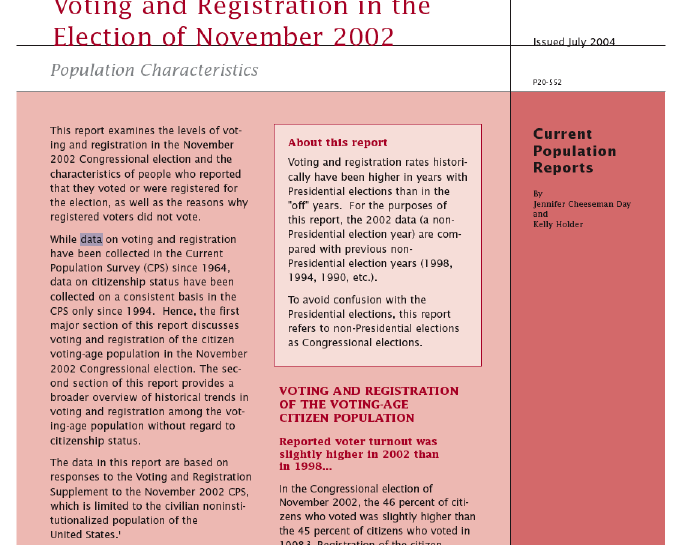 Voting and Registration in the
Election of November 2002
Issued July 2004
Population Characteristics
P20-552
This report examines the levels of vot-
ing and registration in the November
2002 Congressional election and the
characteristics of people who reported
that they voted or were registered for
the election, as well as the reasons why
registered voters did not vote.
While data on voting and registration
have been collected in the Current
Population Survey (CPS) since 1964,
data on citizenship status have been
collected on a consistent basis in the
CPS only since 1994.  Hence, the first
major section of this report discusses
voting and registration of the citizen
voting-age population in the November
2002 Congressional election. The sec-
ond section of this report provides a
broader overview of historical trends in
voting and registration among the vot-
ing-age population without regard to
citizenship status.
The data in this report are based on
responses to the Voting and Registration
Supplement to the November 2002 CPS,
which is limited to the civilian noninsti-
tutionalized population of the
United States.¹
About this report
Voting and registration rates histori-
cally have been higher in years with
Presidential elections than in the
"off" years.  For the purposes of
this report, the 2002 data (a non-
Presidential election year) are com-
pared with previous non-
Presidential election years (1998,
1994, 1990, etc.).
To avoid confusion with the
Presidential elections, this report
refers to non-Presidential elections
as Congressional elections.
VOTING AND REGISTRATION
OF THE VOTING-AGE
CITIZEN POPULATION
Reported voter turnout was
slightly higher in 2002 than
in 1998...
In the Congressional election of
November 2002, the 46 percent of citi-
zens who voted was slightly higher than
the 45 percent of citizens who voted in
1998.² Registration of the citizen
Current
Population
Reports
By
Jennifer Cheeseman Day
and
Kelly Holder